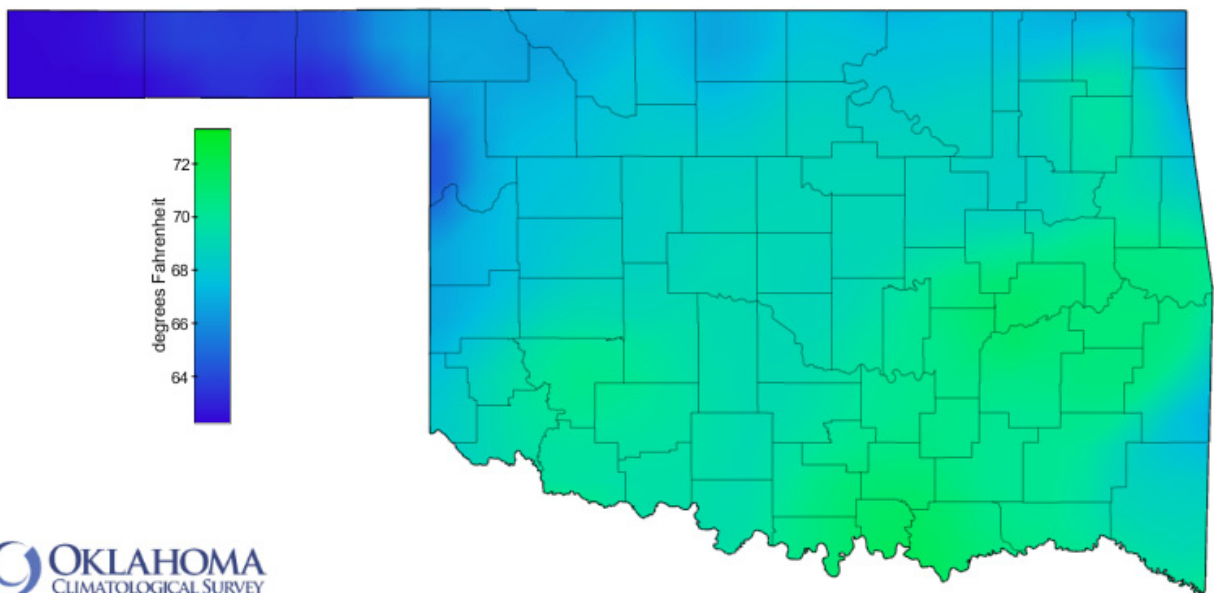 72
70
68
66
64
degrees Fahrenheit
OKLAHOMA
CLIMATOLOGICAL SURVEY